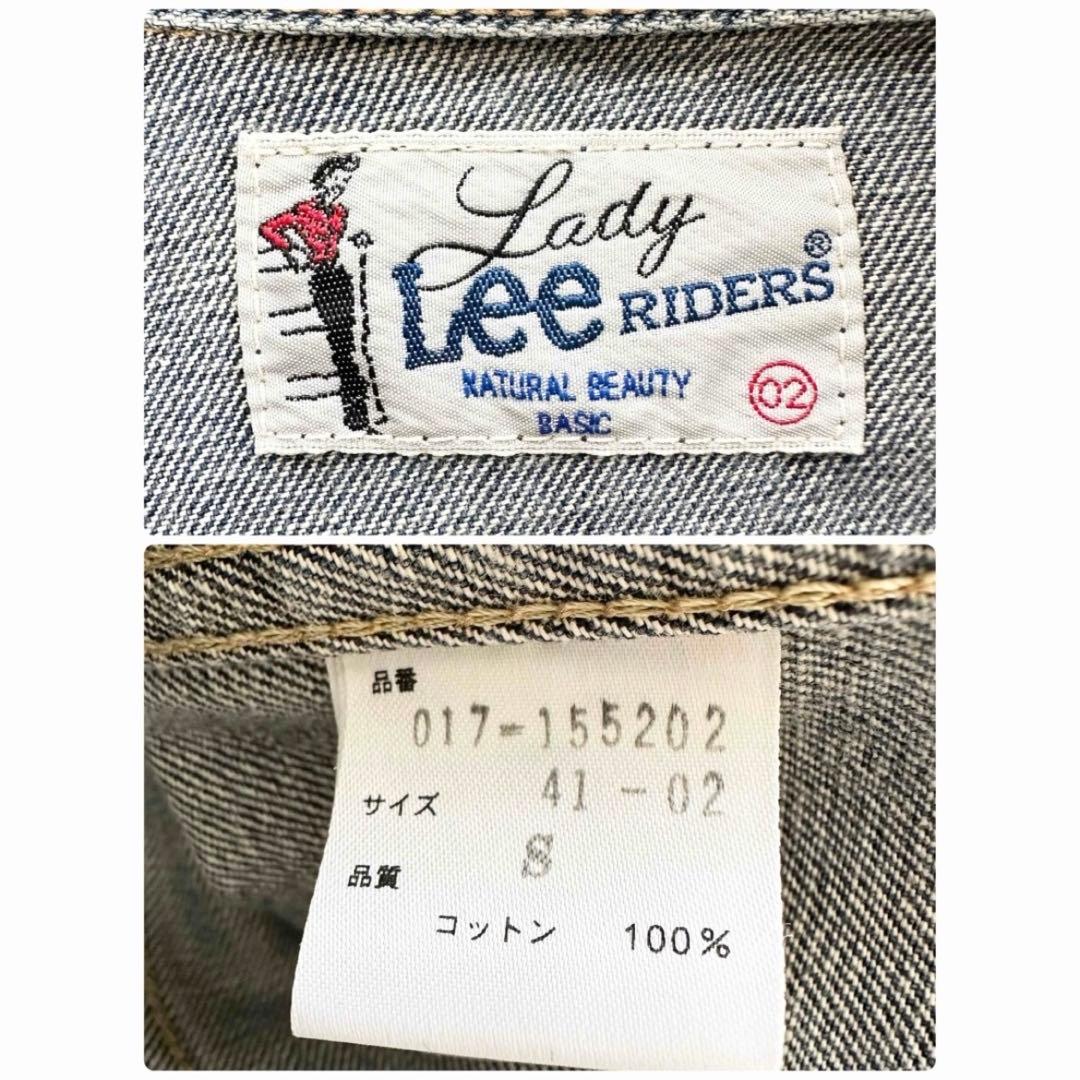 Lady
Lee RIDERS®
NATURAL BEAUTY
BASIC
02
品番
017-155202
41-02
サイズ
S
品質
コットン 100%